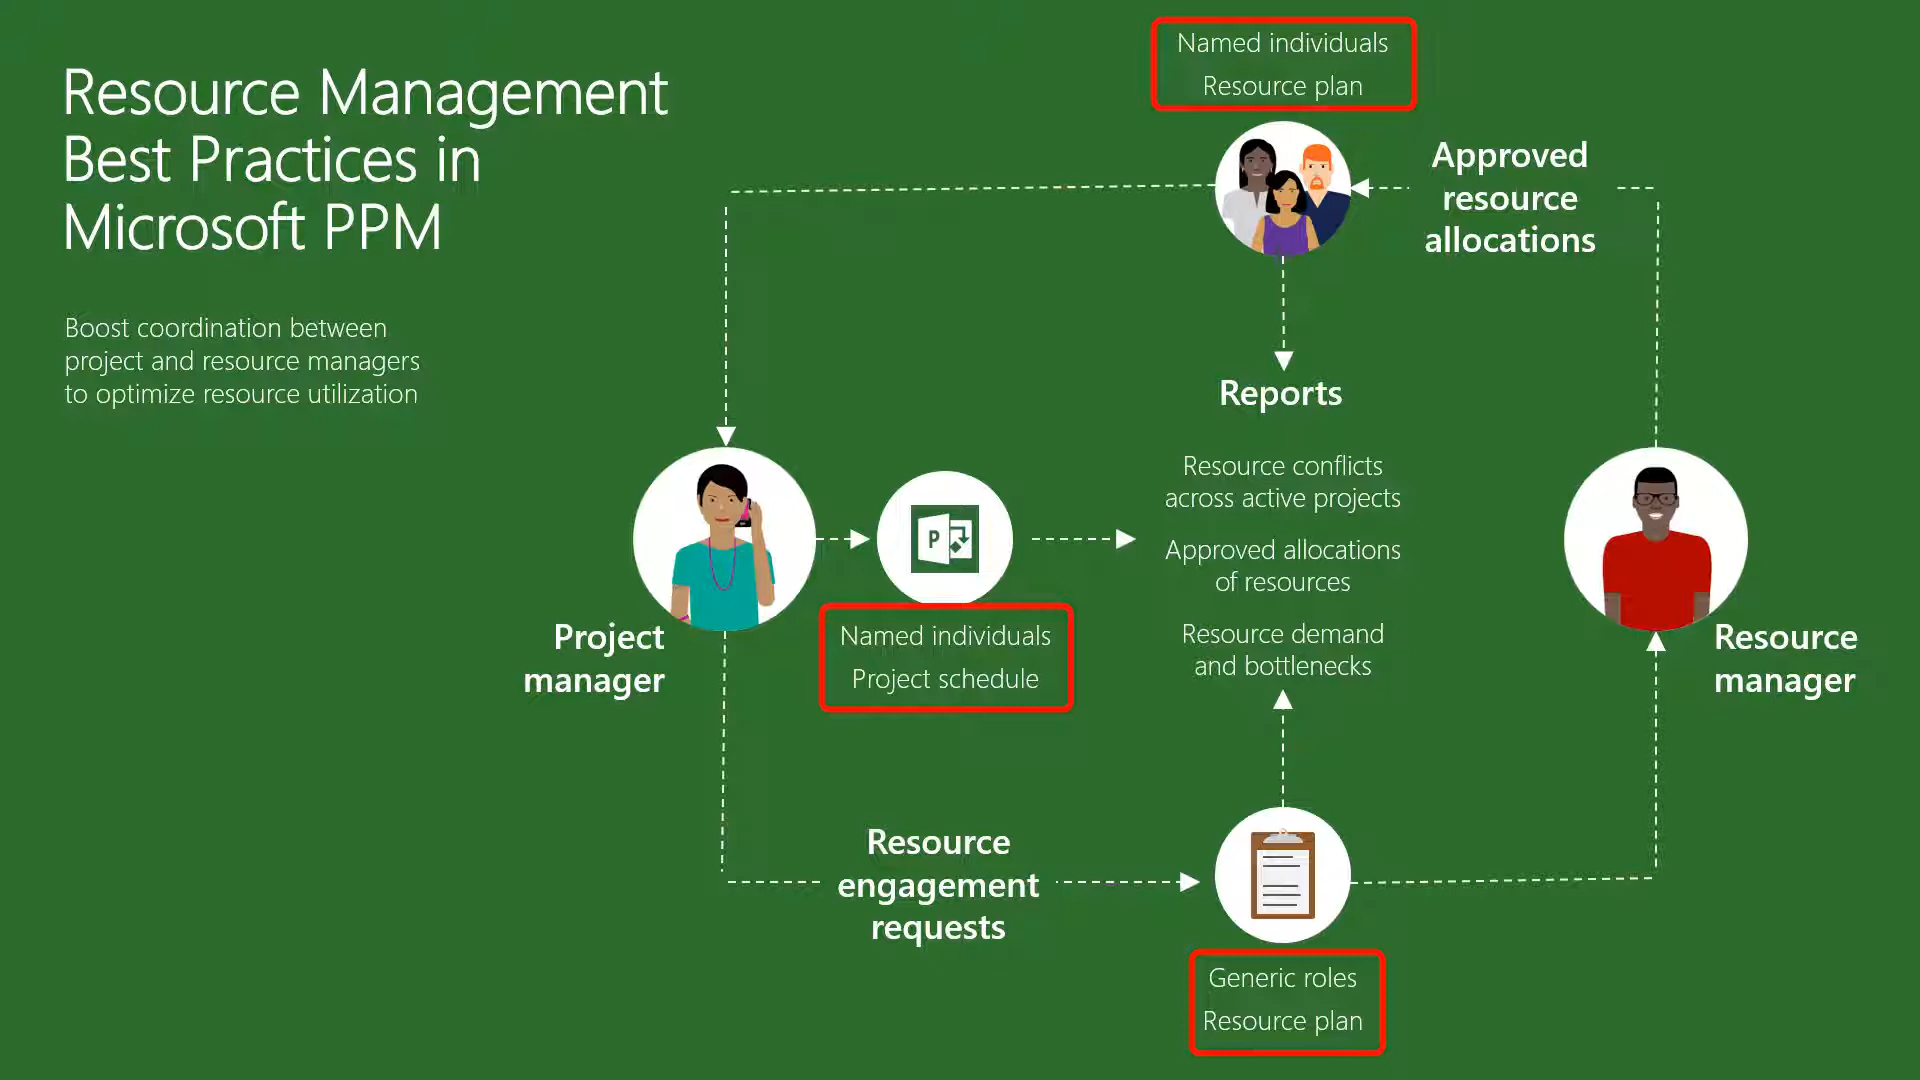 Resource Management
Best Practices in
Microsoft PPM
Boost coordination between
project and resource managers
to optimize resource utilization
Named individuals
Resource plan
Approved
resource
allocations
Reports
Resource conflicts
across active projects
Approved allocations
of resources
Resource demand
and bottlenecks
Project
manager
P
Named individuals
Project schedule
Resource
manager
Resource
engagement
requests
Generic roles
Resource plan